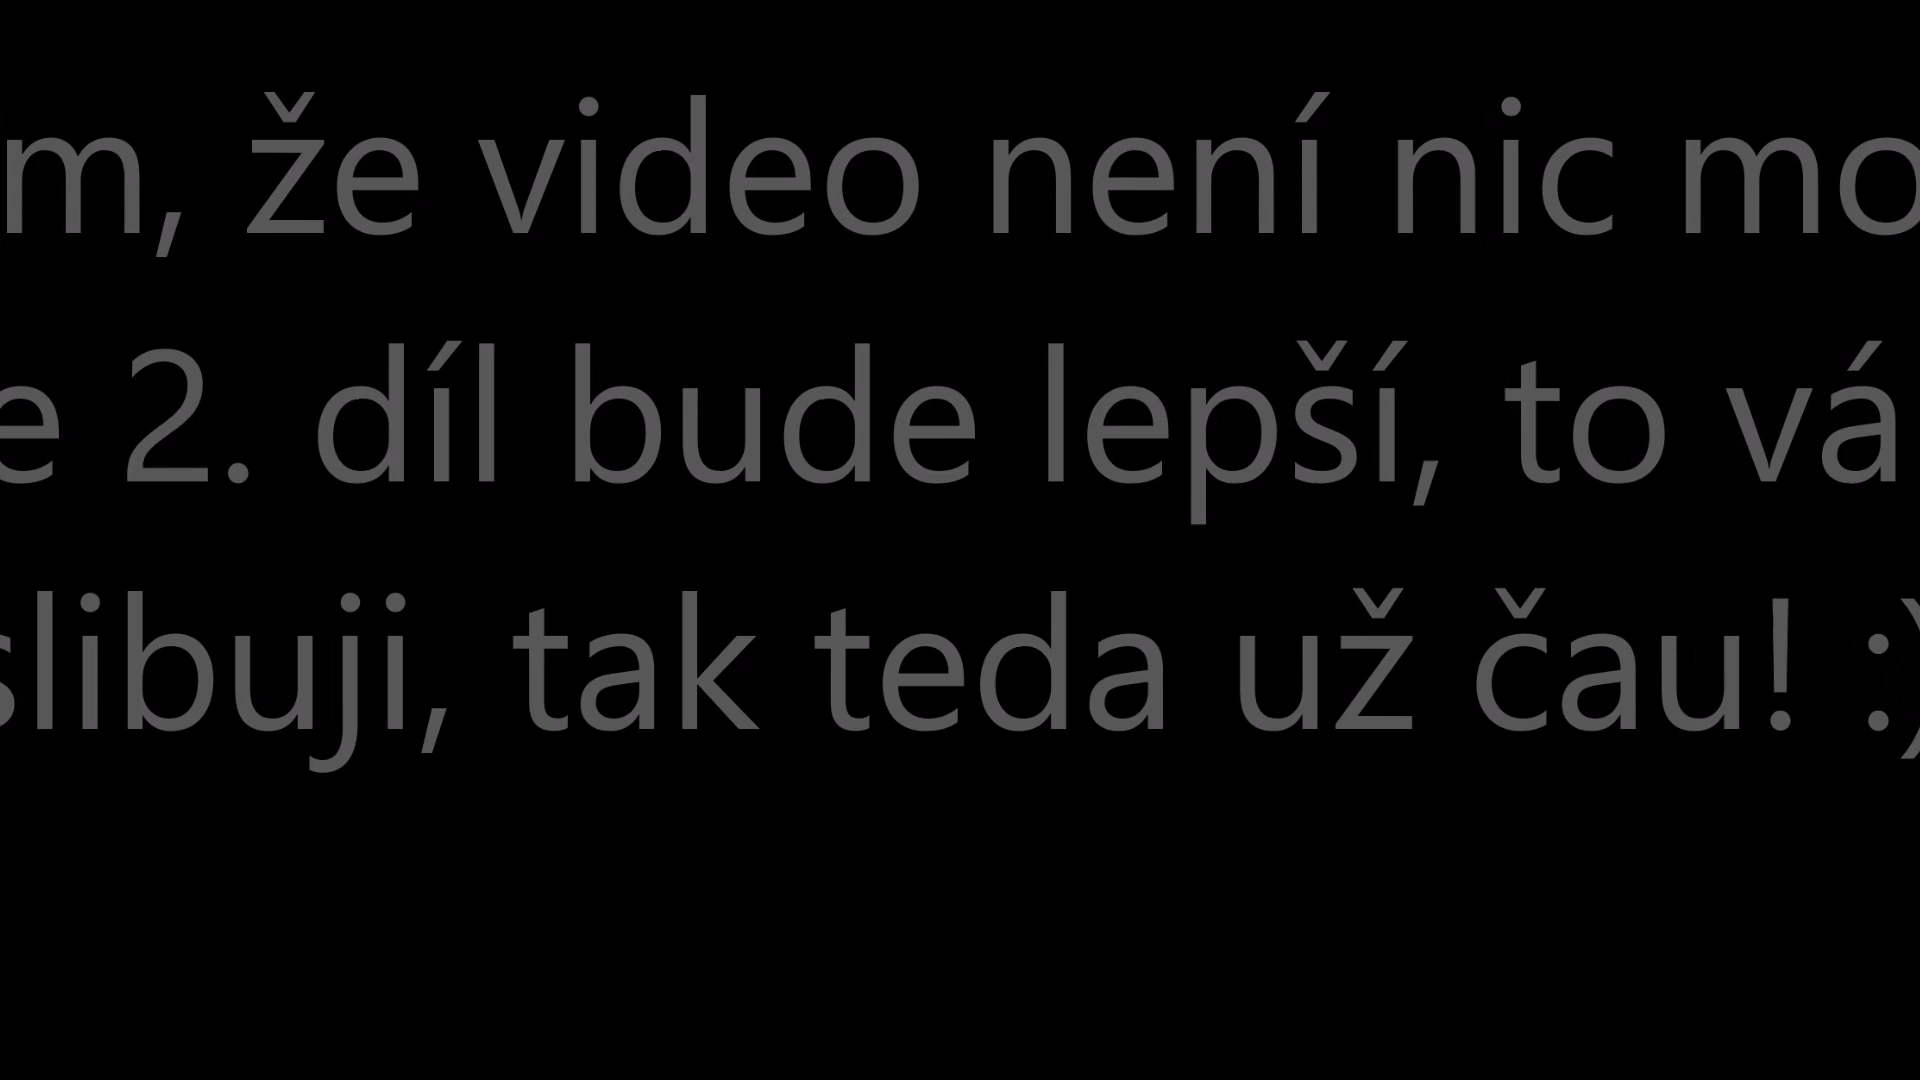 m, že video není nic mo
e 2. díl bude lepší, to vá
slibuji, tak teda už čau! :)